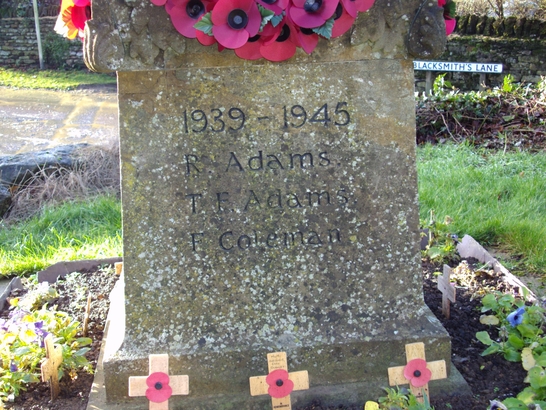 BLACKSMITH'S LANE
1939 - 1945
R. Adams.
T. F. Adams.
F. Coleman